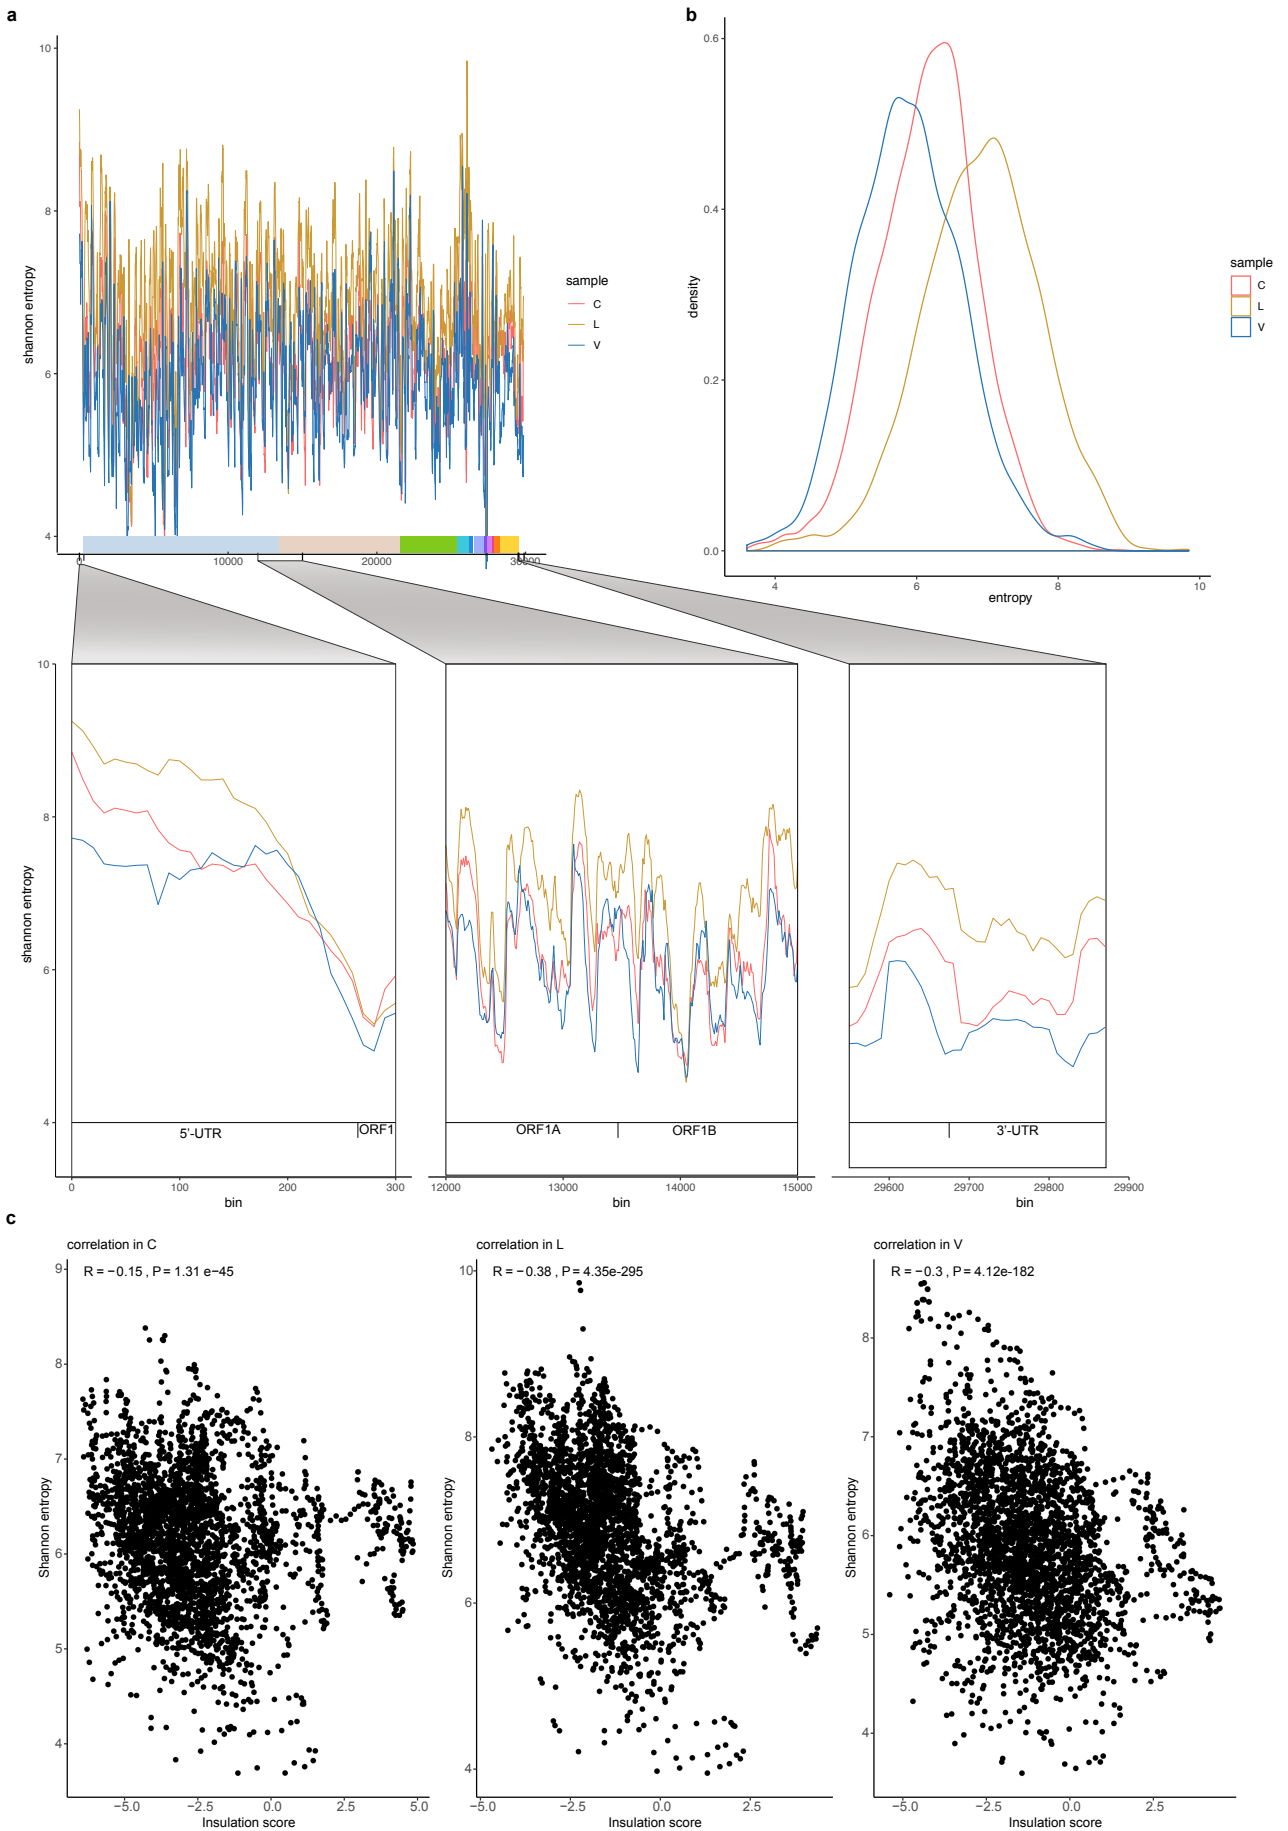 a
10
8
6
4
shannon entropy
0
10000
20000
30000
sample
C
L
V
b
0.6
0.4
0.2
0.0
density
4
6
8
10
entropy
sample
C
L
V
10
8
6
4
shannon entropy
5'-UTR
ORF1
0
100
200
300
bin
ORF1A
ORF1B
12000
13000
14000
15000
bin
3'-UTR
29600
29700
29800
29900
bin
c
correlation in C
R = −0.15 , P = 1.31 e−45
9
8
7
6
5
4
Shannon entropy
−5.0
−2.5
0.0
2.5
5.0
Insulation score
correlation in L
R = −0.38 , P = 4.35e-295
10
8
6
4
Shannon entropy
−5.0
−2.5
0.0
2.5
Insulation score
correlation in V
R = −0.3 , P = 4.12e-182
8
7
6
5
4
Shannon entropy
−5.0
−2.5
0.0
2.5
Insulation score